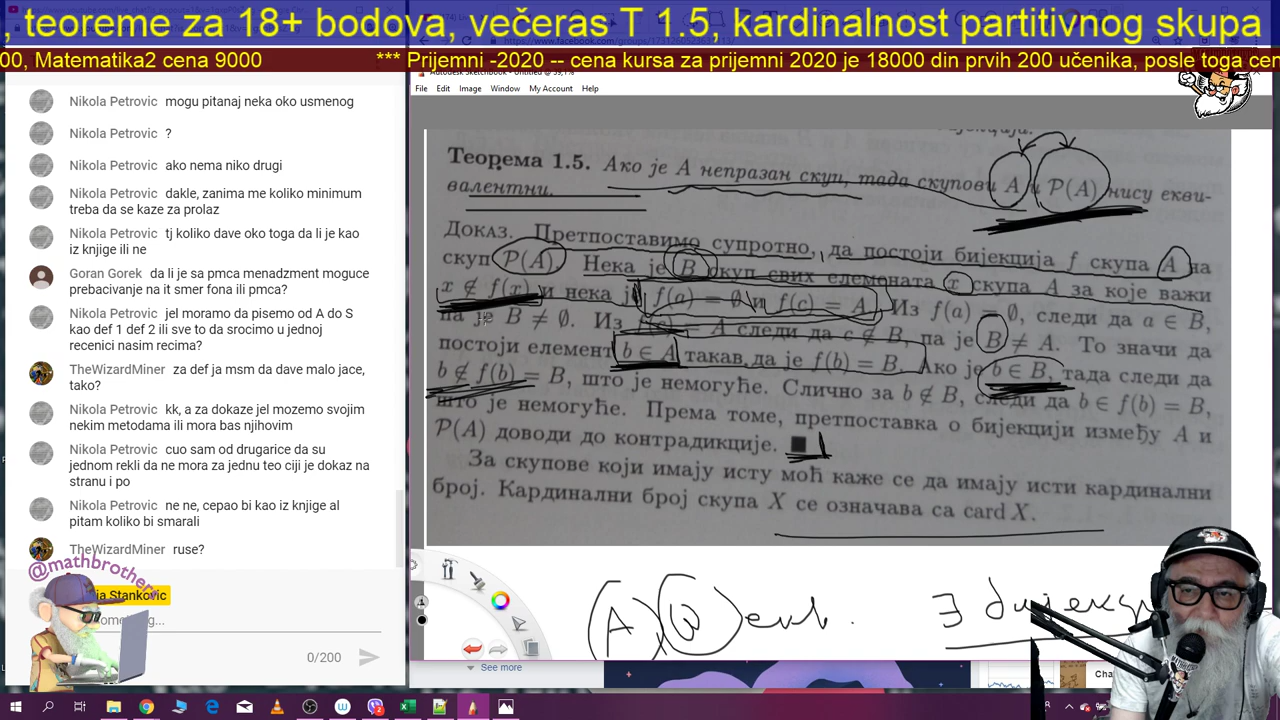 , teoreme za 18+ bodova, večeras T 1.5, kardinalnost partitivnog skupa
00, Matematika2 cena 9000 *** Prijemni -2020 -- cena kursa za prijemni 2020 je 18000 din prvih 200 učenika, posle toga cen
Nikola Petrovic mogu pitanaj neka oko usmenog
Nikola Petrovic ?
Nikola Petrovic ako nema niko drugi
Nikola Petrovic dakle, zanima me koliko minimum
treba da se kaze za prolaz
Nikola Petrovic tj koliko dave oko toga da li je kao
iz knjige ili ne
Goran Gorek da li je sa pmca menadzment moguce
prebacivanje na it smer fona ili pmca?
Nikola Petrovic jel moramo da pisemo od A do S
kao def 1 def 2 ili sve to da srocimo u jednoj
recenici nasim recima?
TheWizardMiner za def ja msm da dave malo jace,
tako?
Nikola Petrovic kk, a za dokaze jel mozemo svojim
nekim metodama ili mora bas njihovim
Nikola Petrovic cuo sam od drugarice da su
jednom rekli da ne mora za jednu teo ciji je dokaz na
stranu i po
Nikola Petrovic ne ne, cepao bi kao iz knjige al
pitam koliko bi smarali
TheWizardMiner ruse?
@mathbrothers
Stankovic
0/200
File Edit Image Window My Account Help
Теорема 1.5. Ако је A непразан скуп, тада скупови A и P(A) нису екви-
валентни.
Доказ. Претпоставимо супротно, да постоји бијекција f скупа A на
скуп P(A). Нека је B скуп свих елемената x скупа A за које важи
x ∉ f(x) и нека је f(a) = ∅ и f(c) = A. Из f(a) = ∅, следи да a ∈ B,
па је B ≠ ∅. Из f(c) = A следи да c ∉ B, па је B ≠ A. То значи да
постоји елемент b ∈ A такав да је f(b) = B. Ако је b ∈ B, тада следи да
b ∉ f(b) = B, што је немогуће. Слично за b ∉ B, следи да b ∈ f(b) = B,
што је немогуће. Према томе, претпоставка о бијекцији између A и
P(A) доводи до контрадикције. ■
За скупове који имају исту моћ каже се да имају исти кардинални
број. Кардинални број скупа X се означава са card X.
A B екв. ∃
See more
Cha